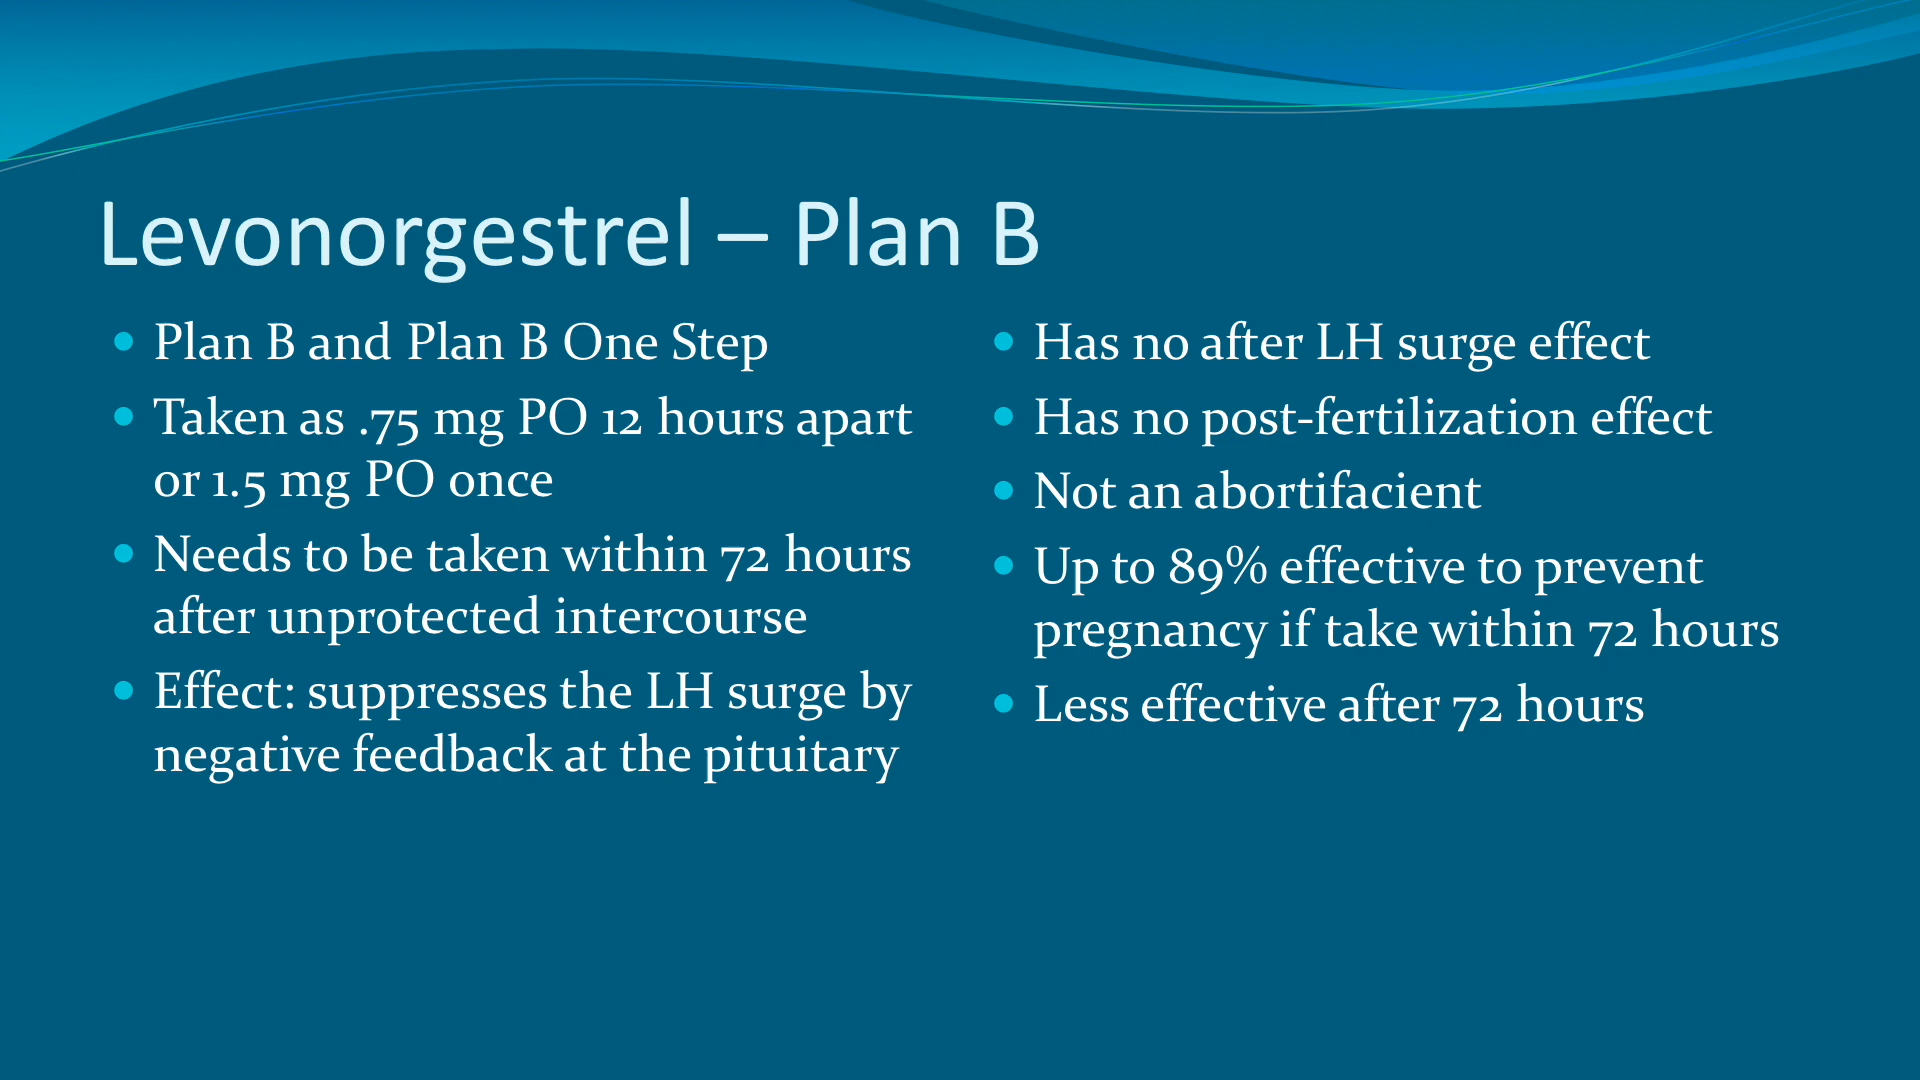 Levonorgestrel – Plan B
• Plan B and Plan B One Step
• Taken as .75 mg PO 12 hours apart
or 1.5 mg PO once
• Needs to be taken within 72 hours
after unprotected intercourse
• Effect: suppresses the LH surge by
negative feedback at the pituitary
• Has no after LH surge effect
• Has no post-fertilization effect
• Not an abortifacient
• Up to 89% effective to prevent
pregnancy if take within 72 hours
• Less effective after 72 hours